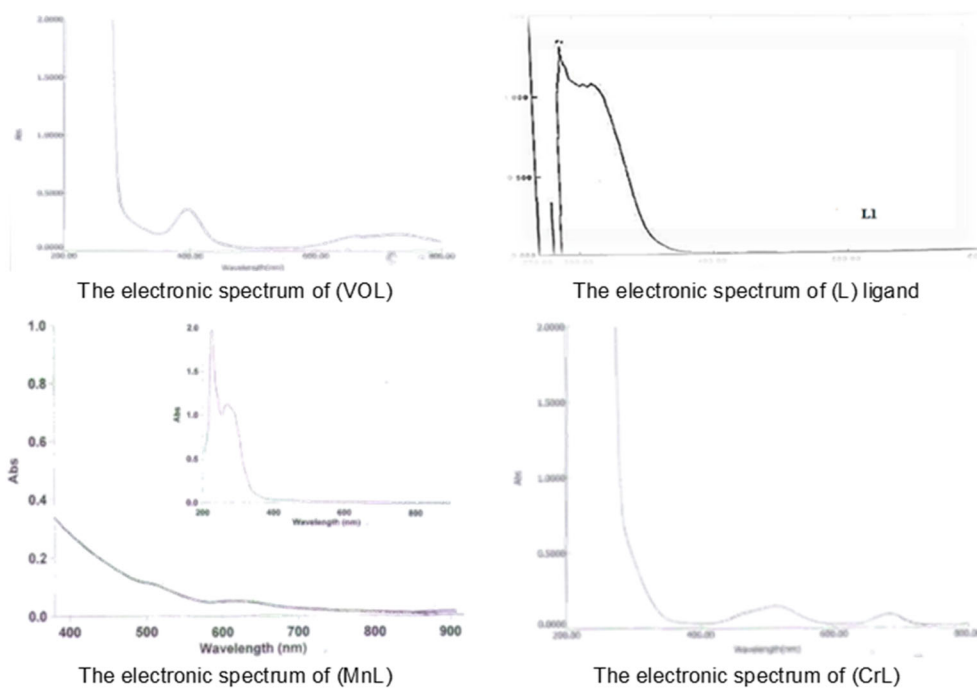 2.0000
1.5000
1.0000
0.5000
0.0000
Abs
200.00 400.00 600.00 800.00
Wavelength(nm)
The electronic spectrum of (VOL)
L1
The electronic spectrum of (L) ligand
1.0
0.8
0.6
0.4
0.2
0.0
Abs
400 500 600 700 800 900
Wavelength (nm)
2.0
1.5
1.0
0.5
0.0
Abs
200 400 600 800
Wavelength (nm)
The electronic spectrum of (MnL)
2.0000
1.5000
1.0000
0.5000
0.0000
Abs
200.00 400.00 600.00 800.00
Wavelength(nm)
The electronic spectrum of (CrL)